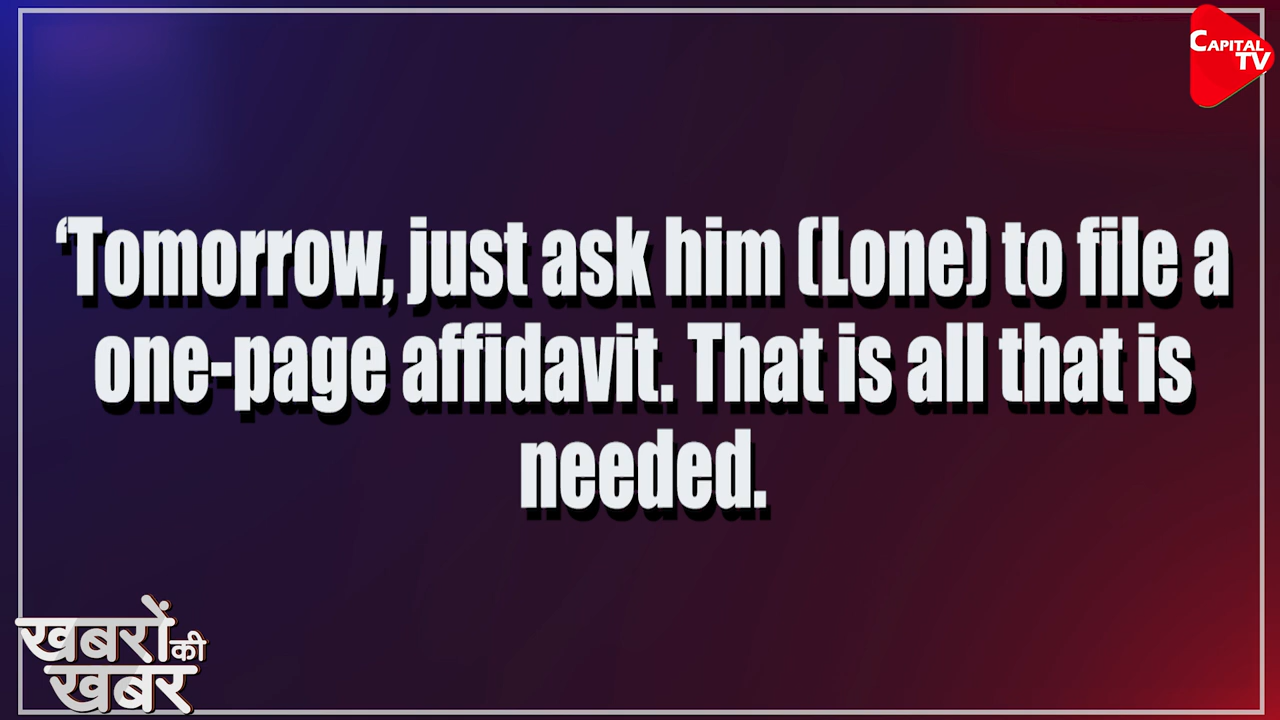 CAPITAL
TV
‘Tomorrow, just ask him (Lone) to file a
one-page affidavit. That is all that is
needed.
खबरों की
खबर